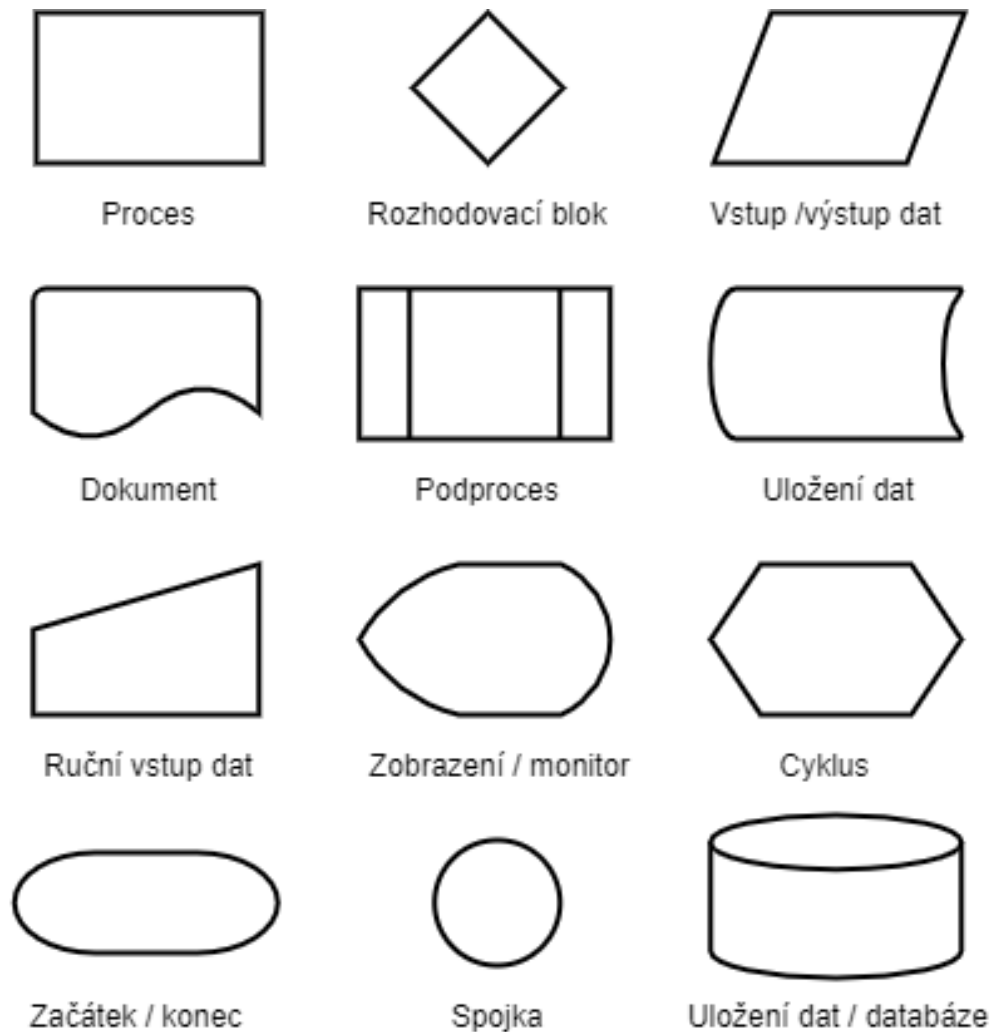 Proces
Rozhodovací blok
Vstup /výstup dat
Dokument
Podproces
Uložení dat
Ruční vstup dat
Zobrazení / monitor
Cyklus
Začátek / konec
Spojka
Uložení dat / databáze